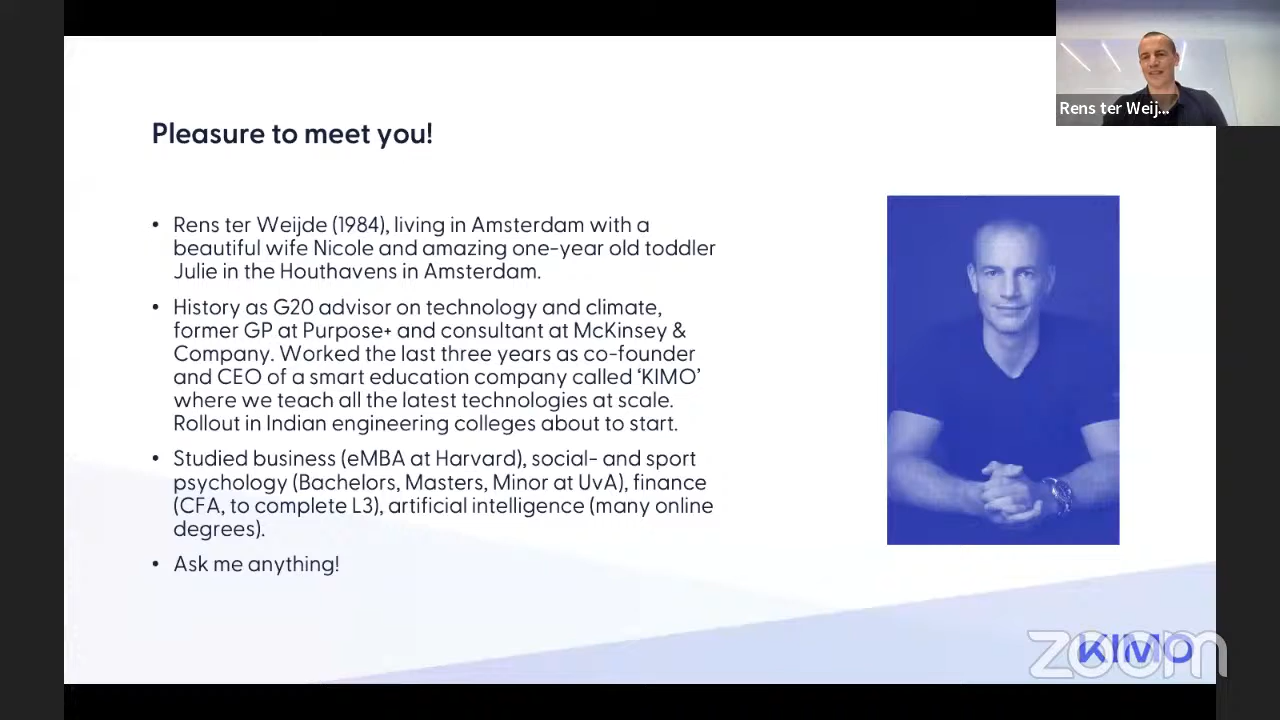 Rens ter Weij...
Pleasure to meet you!
• Rens ter Weijde (1984), living in Amsterdam with a
beautiful wife Nicole and amazing one-year old toddler
Julie in the Houthavens in Amsterdam.
• History as G20 advisor on technology and climate,
former GP at Purpose+ and consultant at McKinsey &
Company. Worked the last three years as co-founder
and CEO of a smart education company called ‘KIMO’
where we teach all the latest technologies at scale.
Rollout in Indian engineering colleges about to start.
• Studied business (eMBA at Harvard), social- and sport
psychology (Bachelors, Masters, Minor at UvA), finance
(CFA, to complete L3), artificial intelligence (many online
degrees).
• Ask me anything!
KIMO
zoom